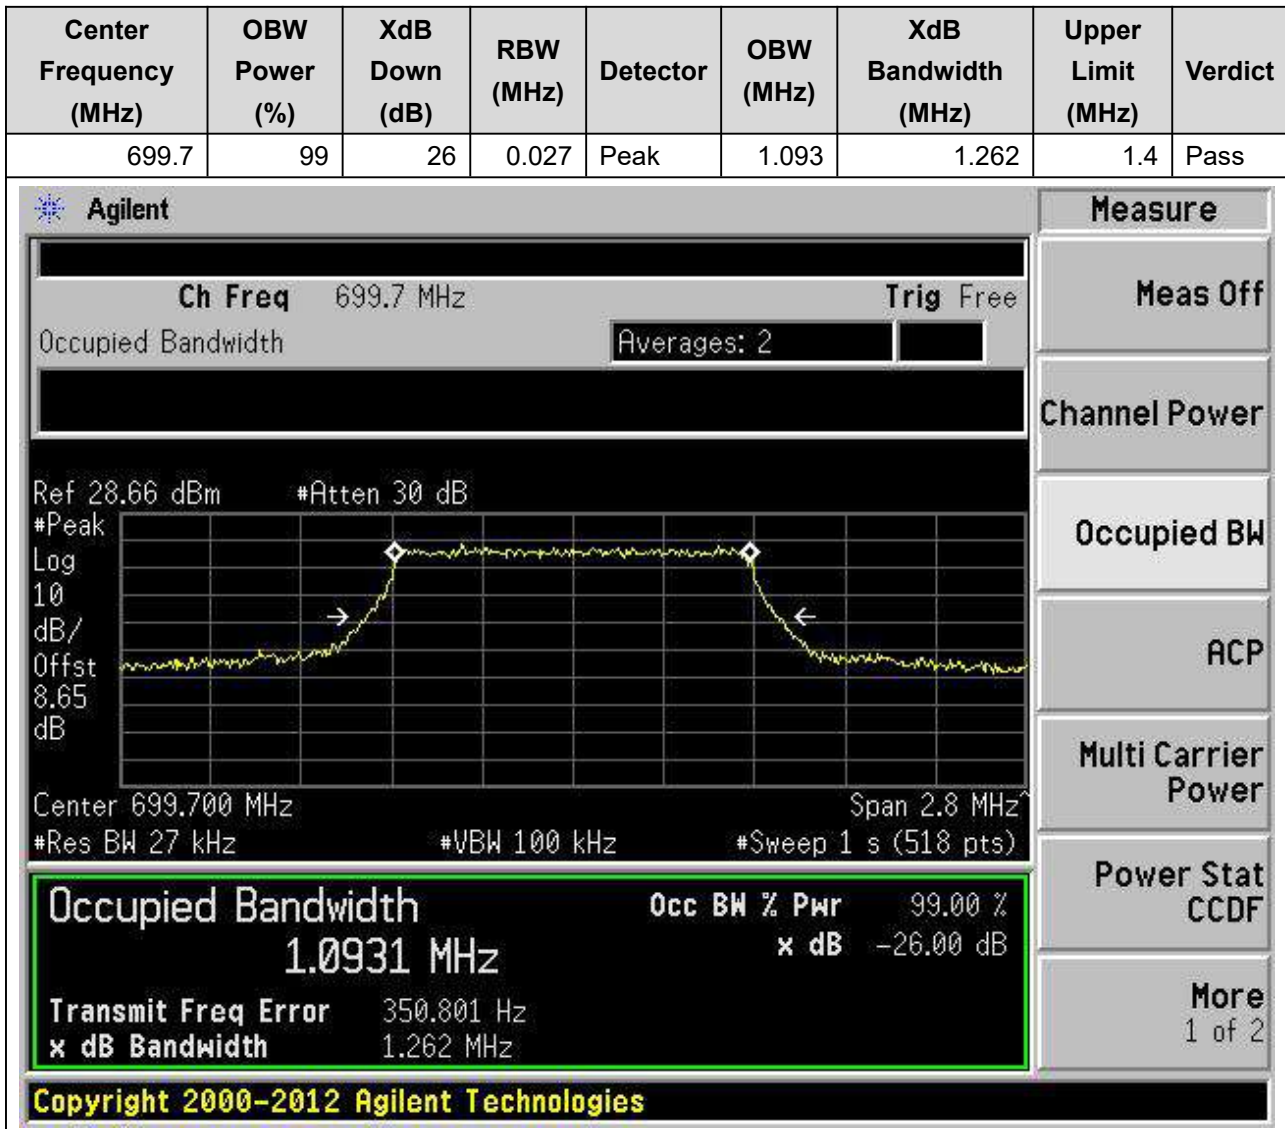 Center Frequency (MHz) OBW Power (%) XdB Down (dB) RBW (MHz) Detector OBW (MHz) XdB Bandwidth (MHz) Upper Limit (MHz) Verdict
699.7 99 26 0.027 Peak 1.093 1.262 1.4 Pass
Agilent
Measure
Ch Freq 699.7 MHz Trig Free
Occupied Bandwidth Averages: 2
Meas Off
Channel Power
Occupied BW
ACP
Multi Carrier
Power
Power Stat
CCDF
More
1 of 2
Ref 28.66 dBm #Atten 30 dB
#Peak
Log
10
dB/
Offst
8.65
dB
Center 699.700 MHz Span 2.8 MHz^
#Res BW 27 kHz #VBW 100 kHz #Sweep 1 s (518 pts)
Occupied Bandwidth Occ BW % Pwr 99.00 %
1.0931 MHz x dB -26.00 dB
Transmit Freq Error 350.801 Hz
x dB Bandwidth 1.262 MHz
Copyright 2000-2012 Agilent Technologies